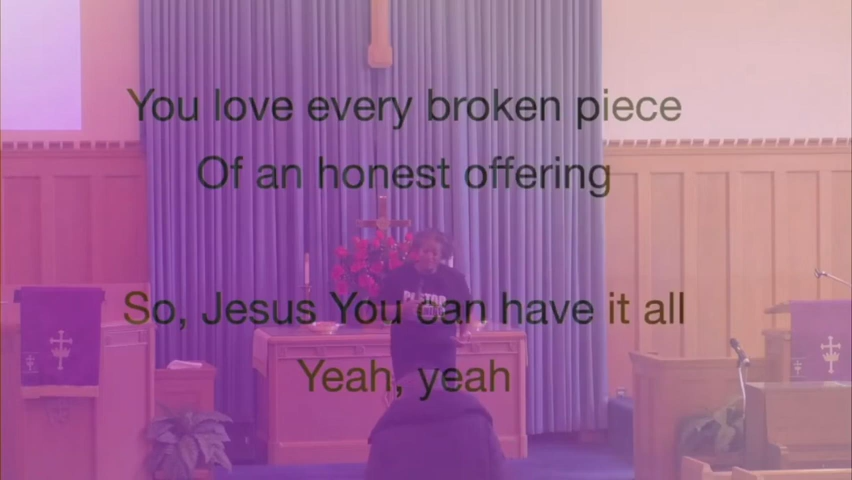 You love every broken piece
Of an honest offering
So, Jesus You can have it all
Yeah, yeah